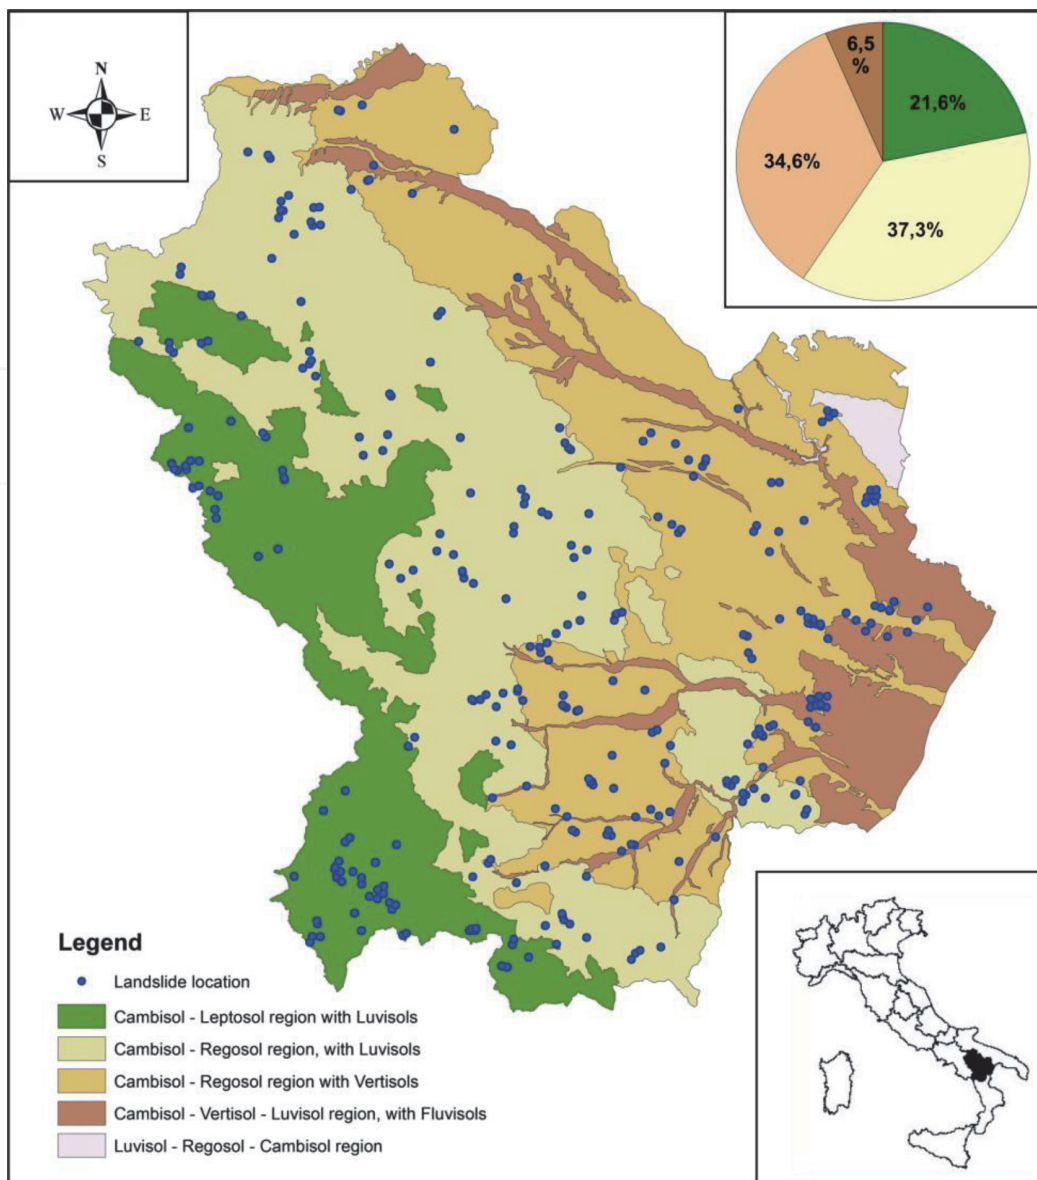 N
W E
S
6,5
%
21,6%
34,6%
37,3%
Legend
Landslide location
Cambisol - Leptosol region with Luvisols
Cambisol - Regosol region, with Luvisols
Cambisol - Regosol region with Vertisols
Cambisol - Vertisol - Luvisol region, with Fluvisols
Luvisol - Regosol - Cambisol region